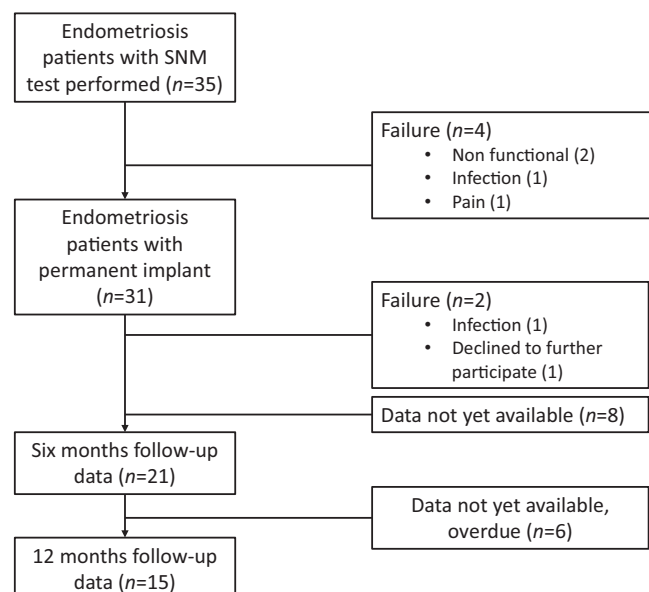 Endometriosis
patients with SNM
test performed (n=35)
Failure (n=4)
• Non functional (2)
• Infection (1)
• Pain (1)
Endometriosis
patients with
permanent implant
(n=31)
Failure (n=2)
• Infection (1)
• Declined to further
participate (1)
Data not yet available (n=8)
Six months follow-up
data (n=21)
Data not yet available,
overdue (n=6)
12 months follow-up
data (n=15)